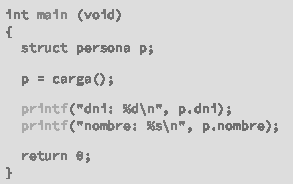 int main (void)
{
struct persona p;
p = carga();
printf("dni: %d\n", p.dni);
printf("nombre: %s\n", p.nombre);
return 0;
}